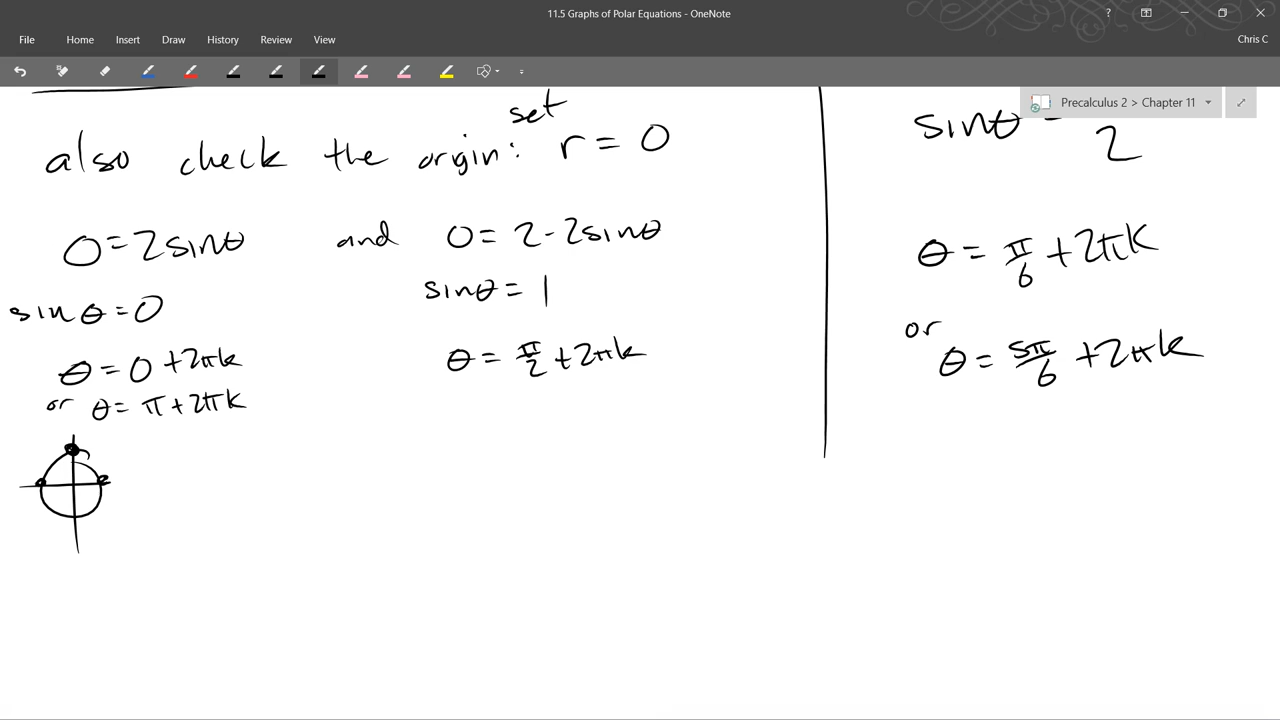 11.5 Graphs of Polar Equations - OneNote
File Home Insert Draw History Review View
Chris C
Precalculus 2 > Chapter 11
set
also check the origin: r = 0
0 = 2sinθ and 0 = 2 - 2sinθ
sinθ = 0
sinθ = 1
θ = 0 + 2πk
or θ = π + 2πk
θ = π/2 + 2πk
sinθ = /2
θ = π/6 + 2πk
or
θ = 5π/6 + 2πk